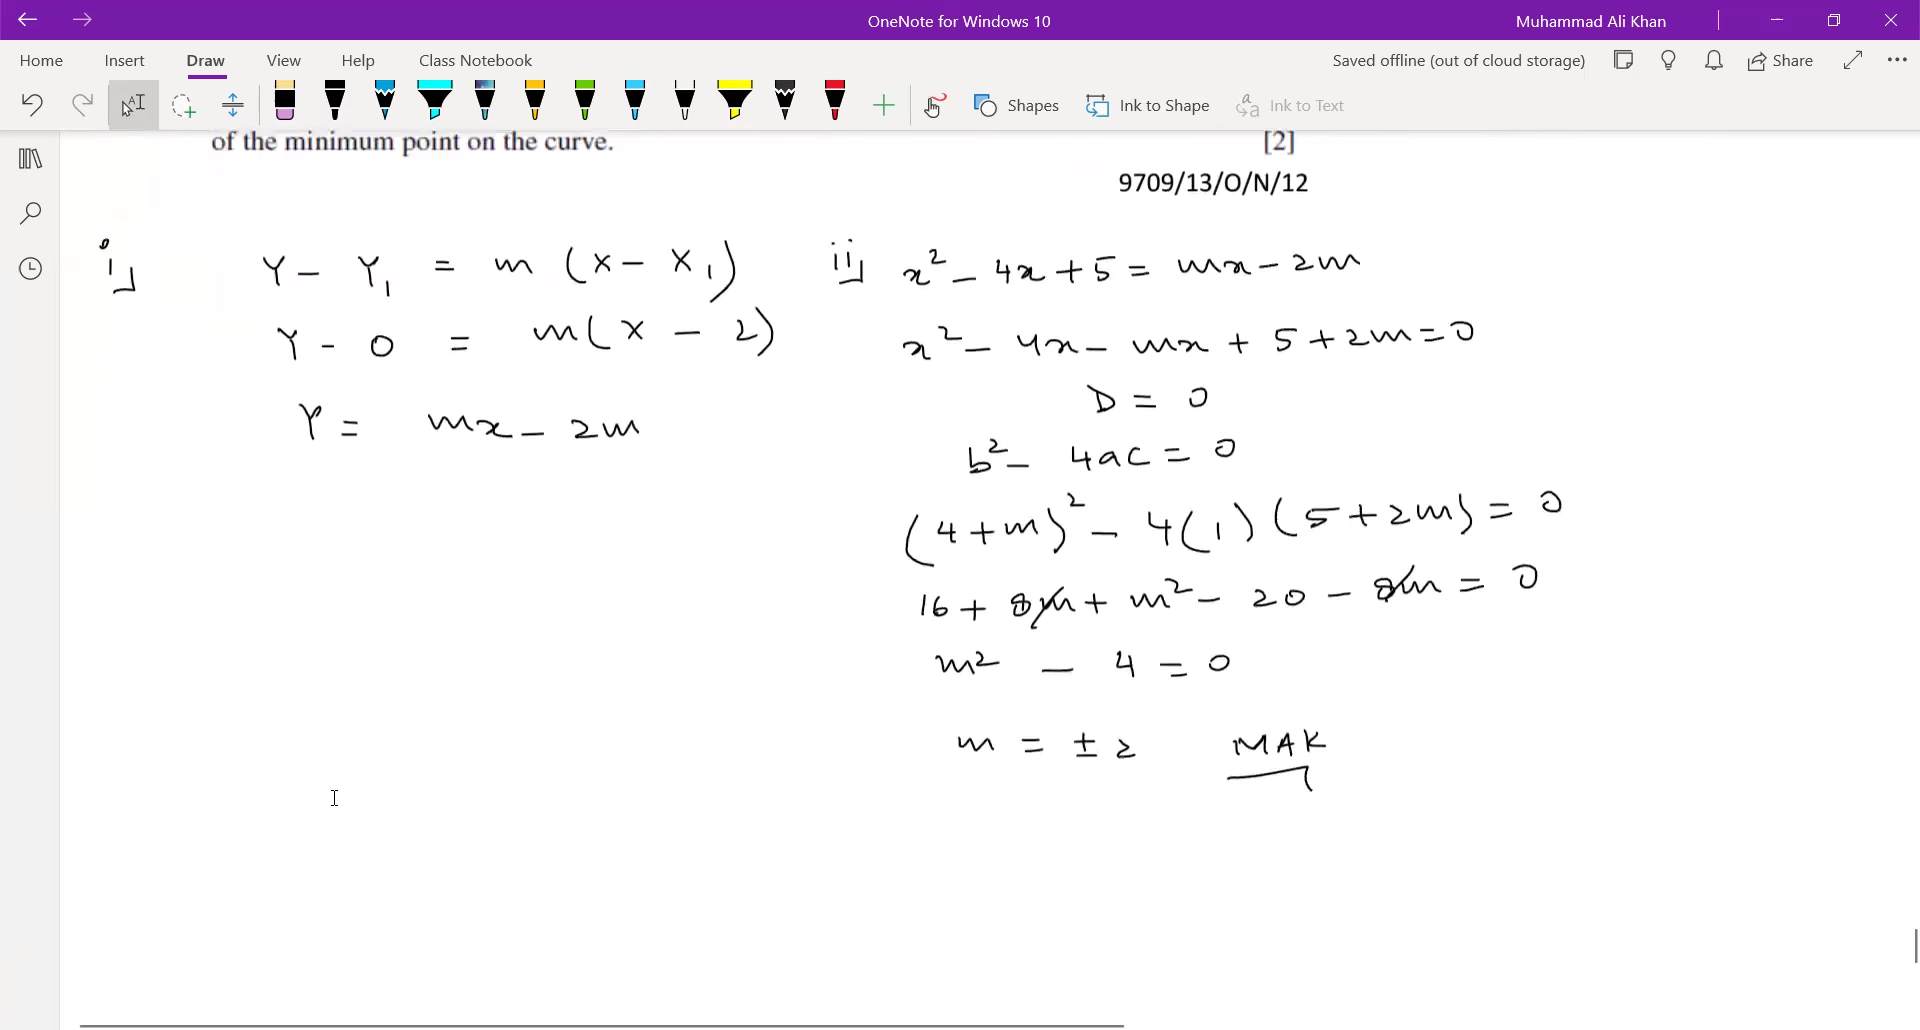 OneNote for Windows 10
Muhammad Ali Khan
Home Insert Draw View Help Class Notebook
Saved offline (out of cloud storage)
Share
Shapes
Ink to Shape
Ink to Text
of the minimum point on the curve.
[2]
9709/13/O/N/12
i
Y - Y₁ = m (x - x₁)
Y - 0 = m(x - 2)
Y = mx - 2m
ii
x² - 4x + 5 = mx - 2m
x² - 4x - mx + 5 + 2m = 0
D = 0
b² - 4ac = 0
(4 + m)² - 4(1)(5 + 2m) = 0
16 + 8m + m² - 20 - 8m = 0
m² - 4 = 0
m = ± 2
MAK